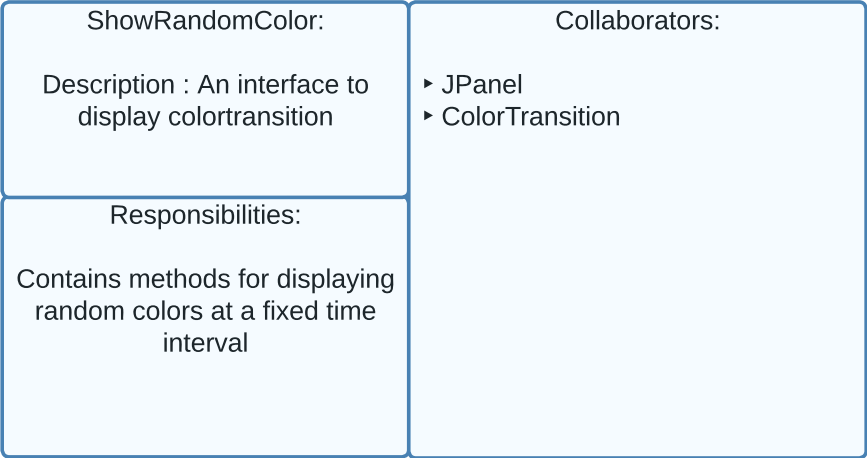 ShowRandomColor:
Description : An interface to
display colortransition
Responsibilities:
Contains methods for displaying
random colors at a fixed time
interval
Collaborators:
‣ JPanel
‣ ColorTransition